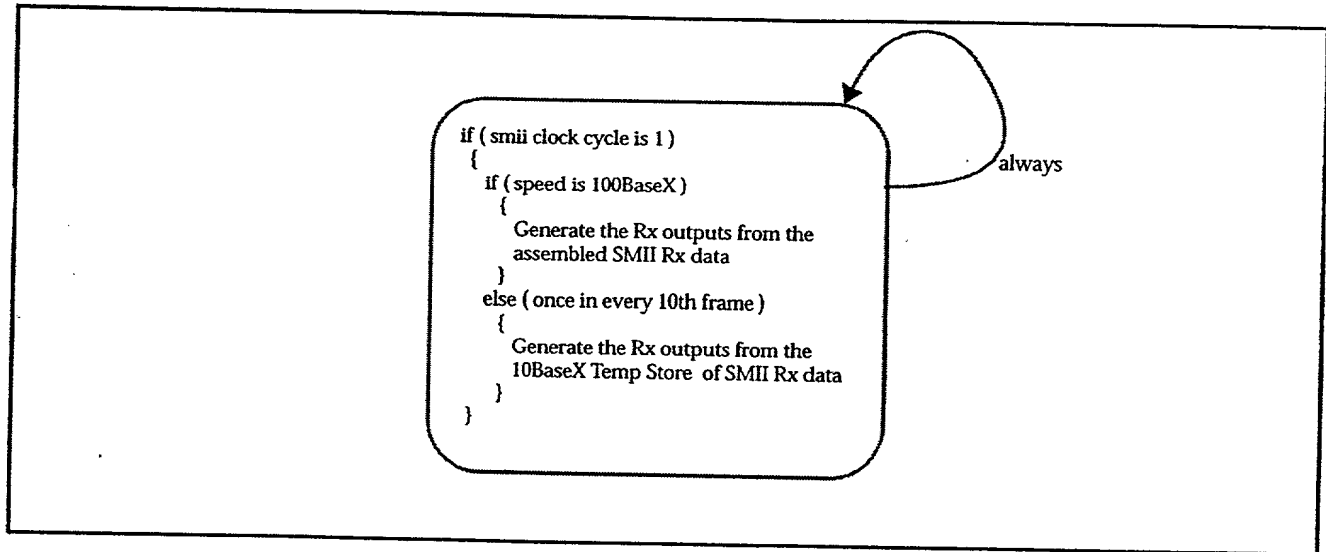 if ( smii clock cycle is 1 )
{
if ( speed is 100BaseX )
{
Generate the Rx outputs from the
assembled SMII Rx data
}
else ( once in every 10th frame )
{
Generate the Rx outputs from the
10BaseX Temp Store of SMII Rx data
}
}
always